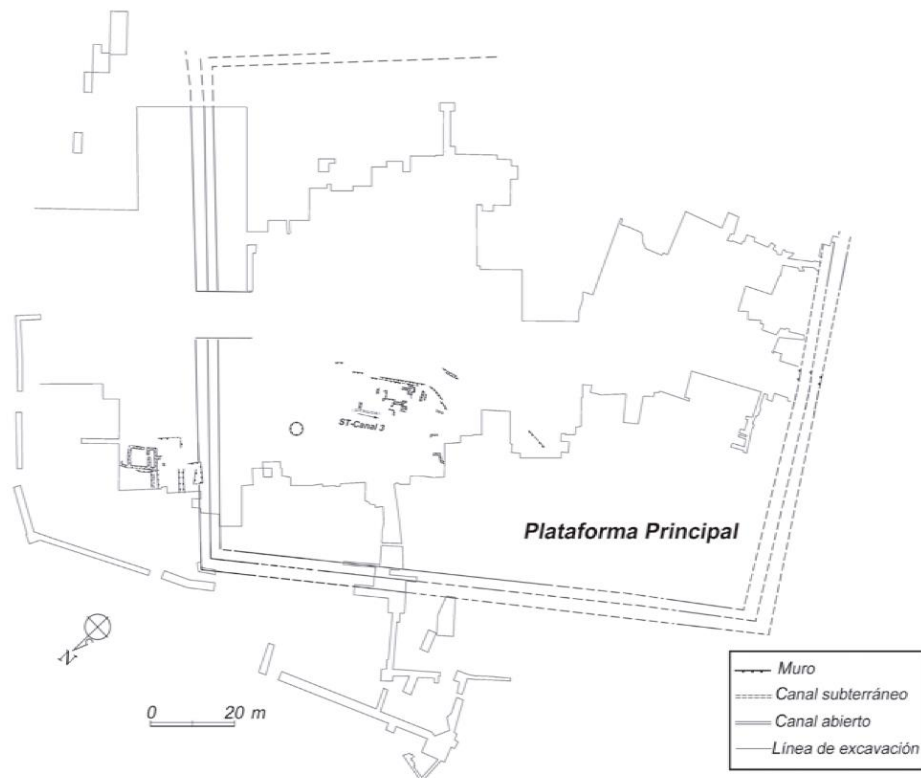 ST-Canal 3
Plataforma Principal
N
0 20 m
Muro
Canal subterráneo
Canal abierto
Línea de excavación